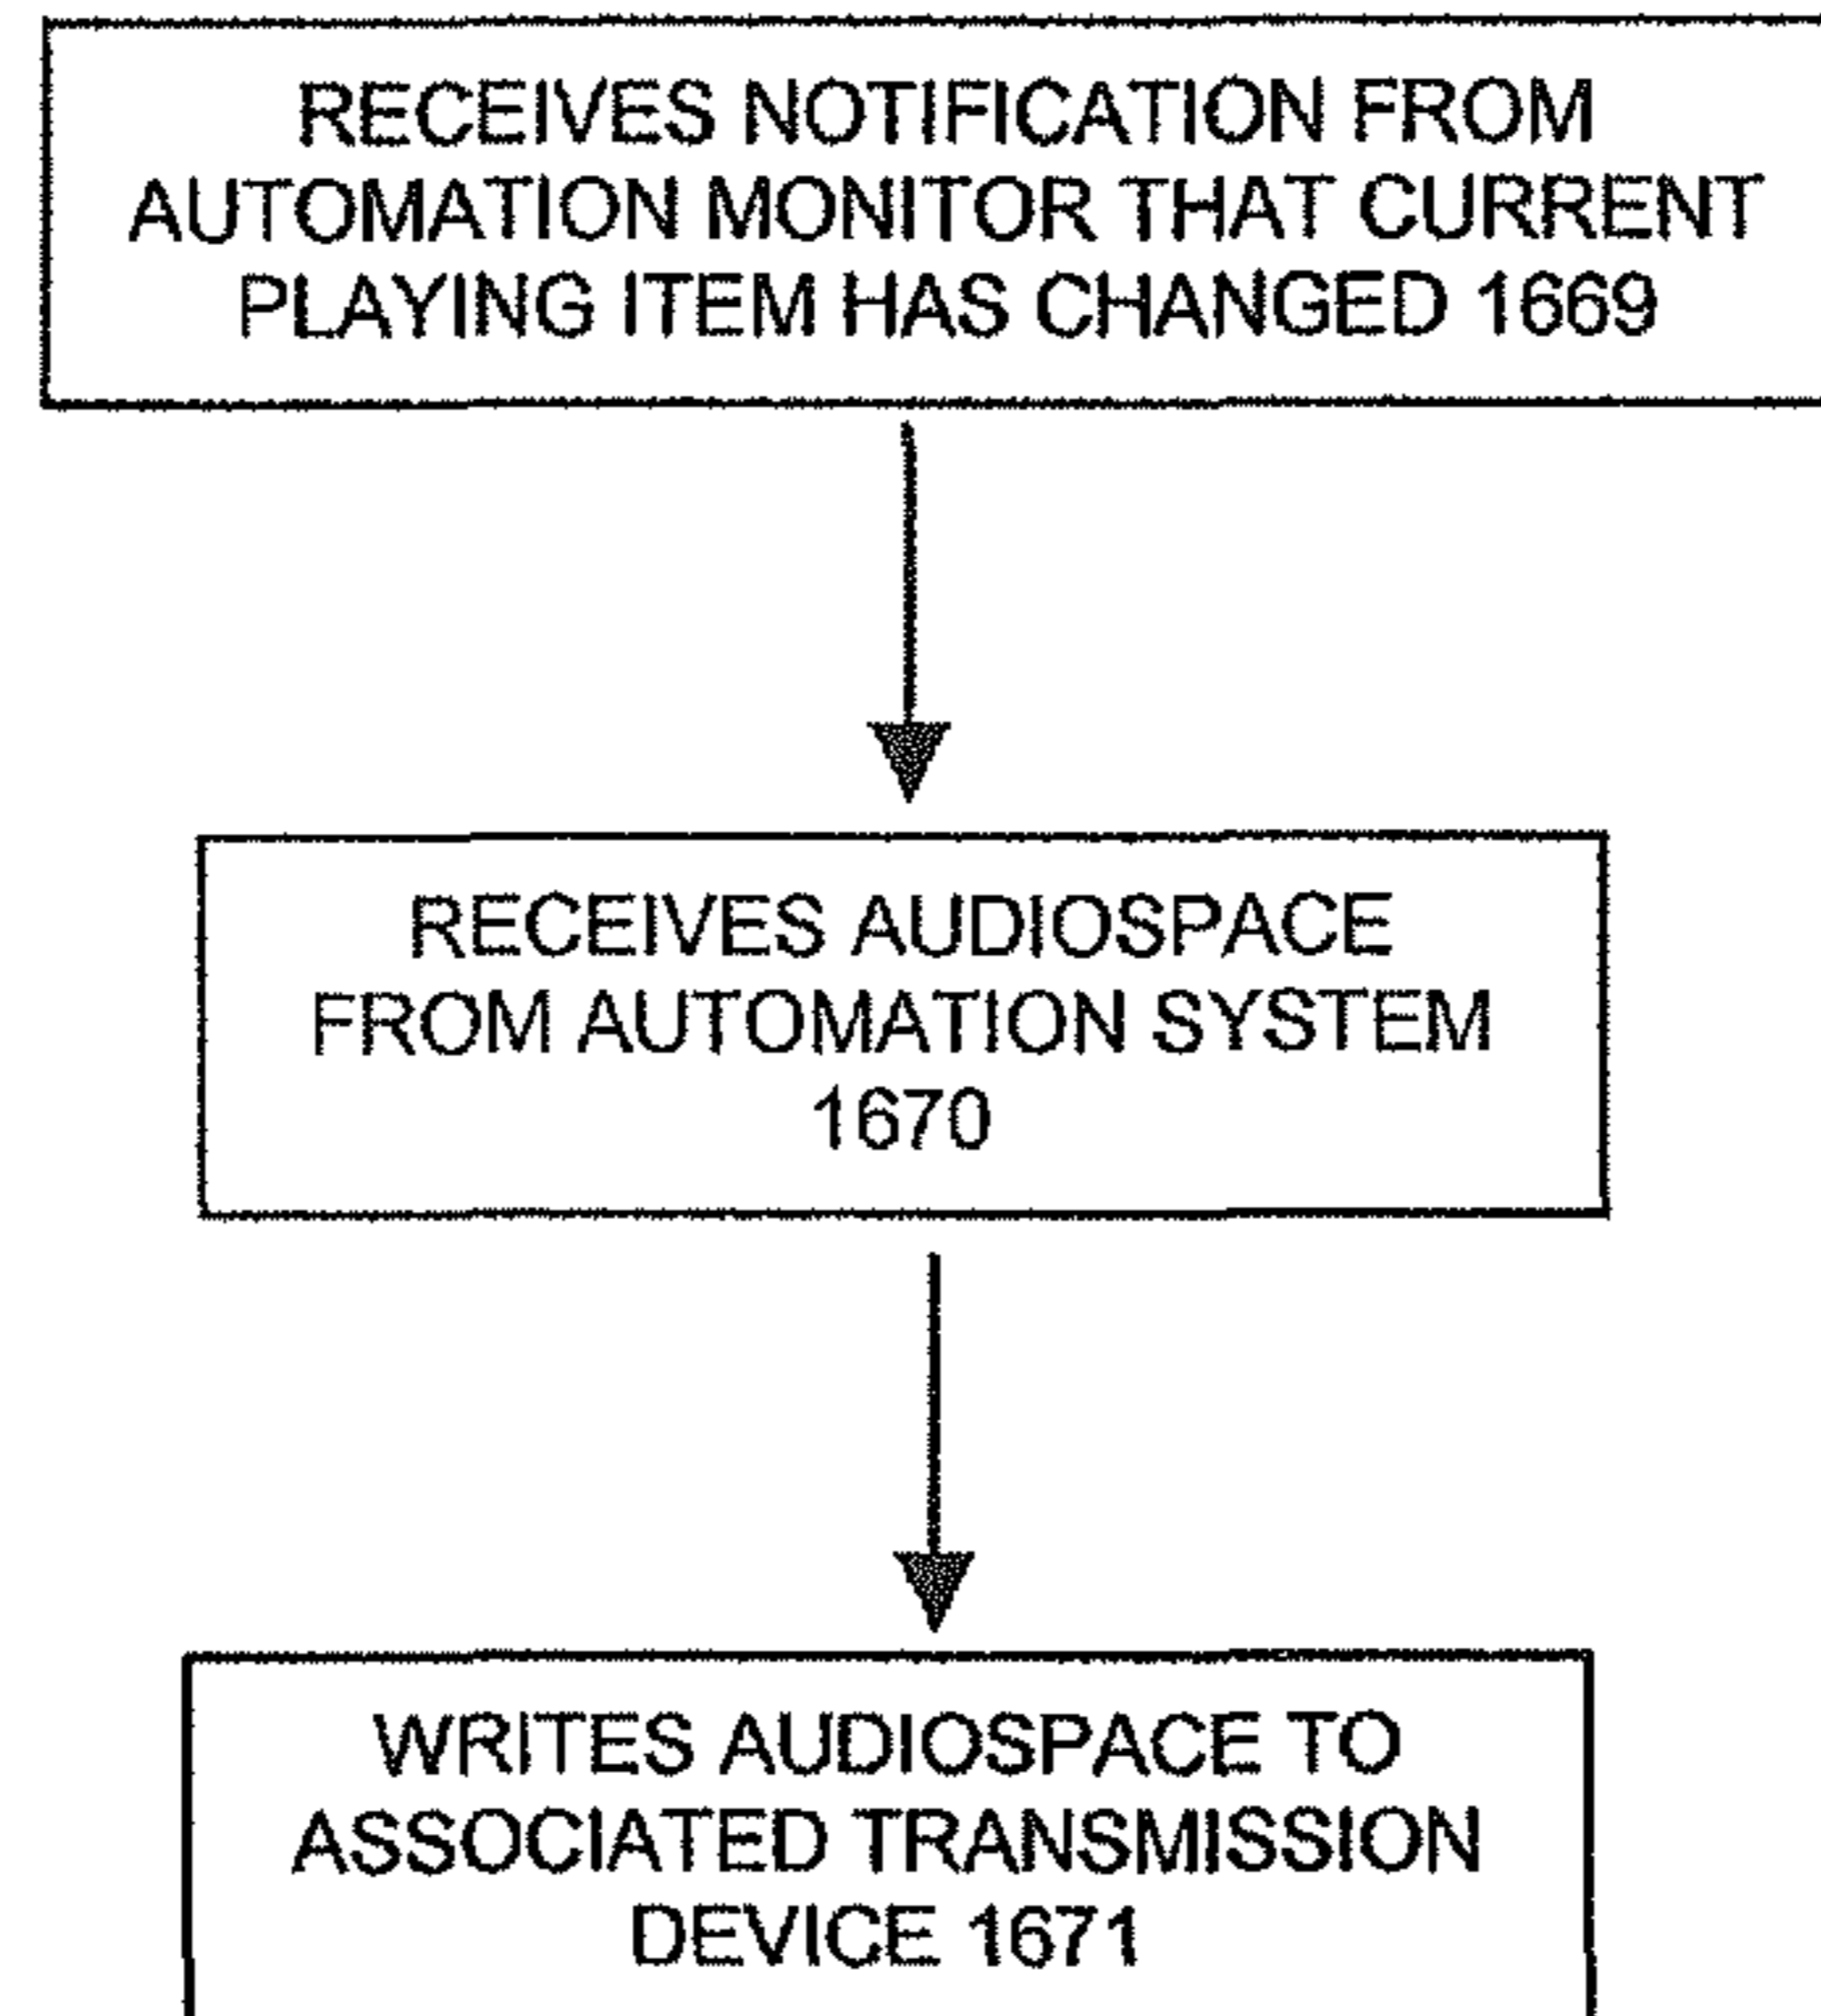 RECEIVES NOTIFICATION FROM
AUTOMATION MONITOR THAT CURRENT
PLAYING ITEM HAS CHANGED 1669
RECEIVES AUDIOSPACE
FROM AUTOMATION SYSTEM
1670
WRITES AUDIOSPACE TO
ASSOCIATED TRANSMISSION
DEVICE 1671